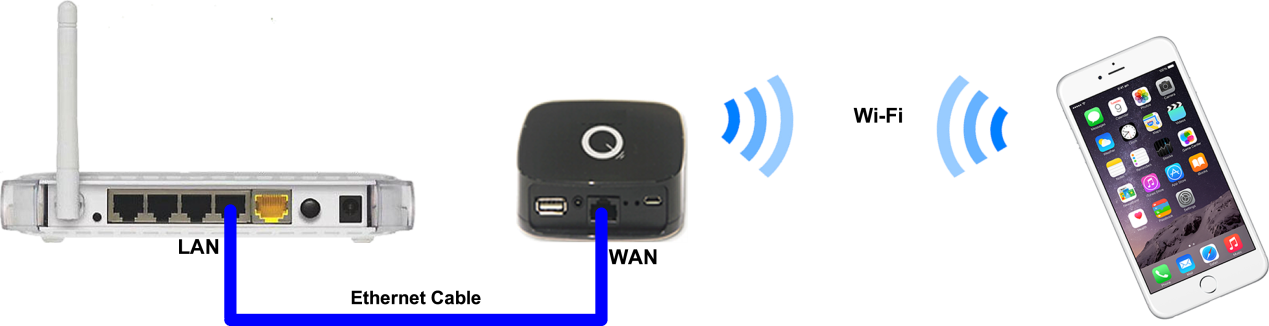 Wi-Fi
LAN
WAN
Ethernet Cable